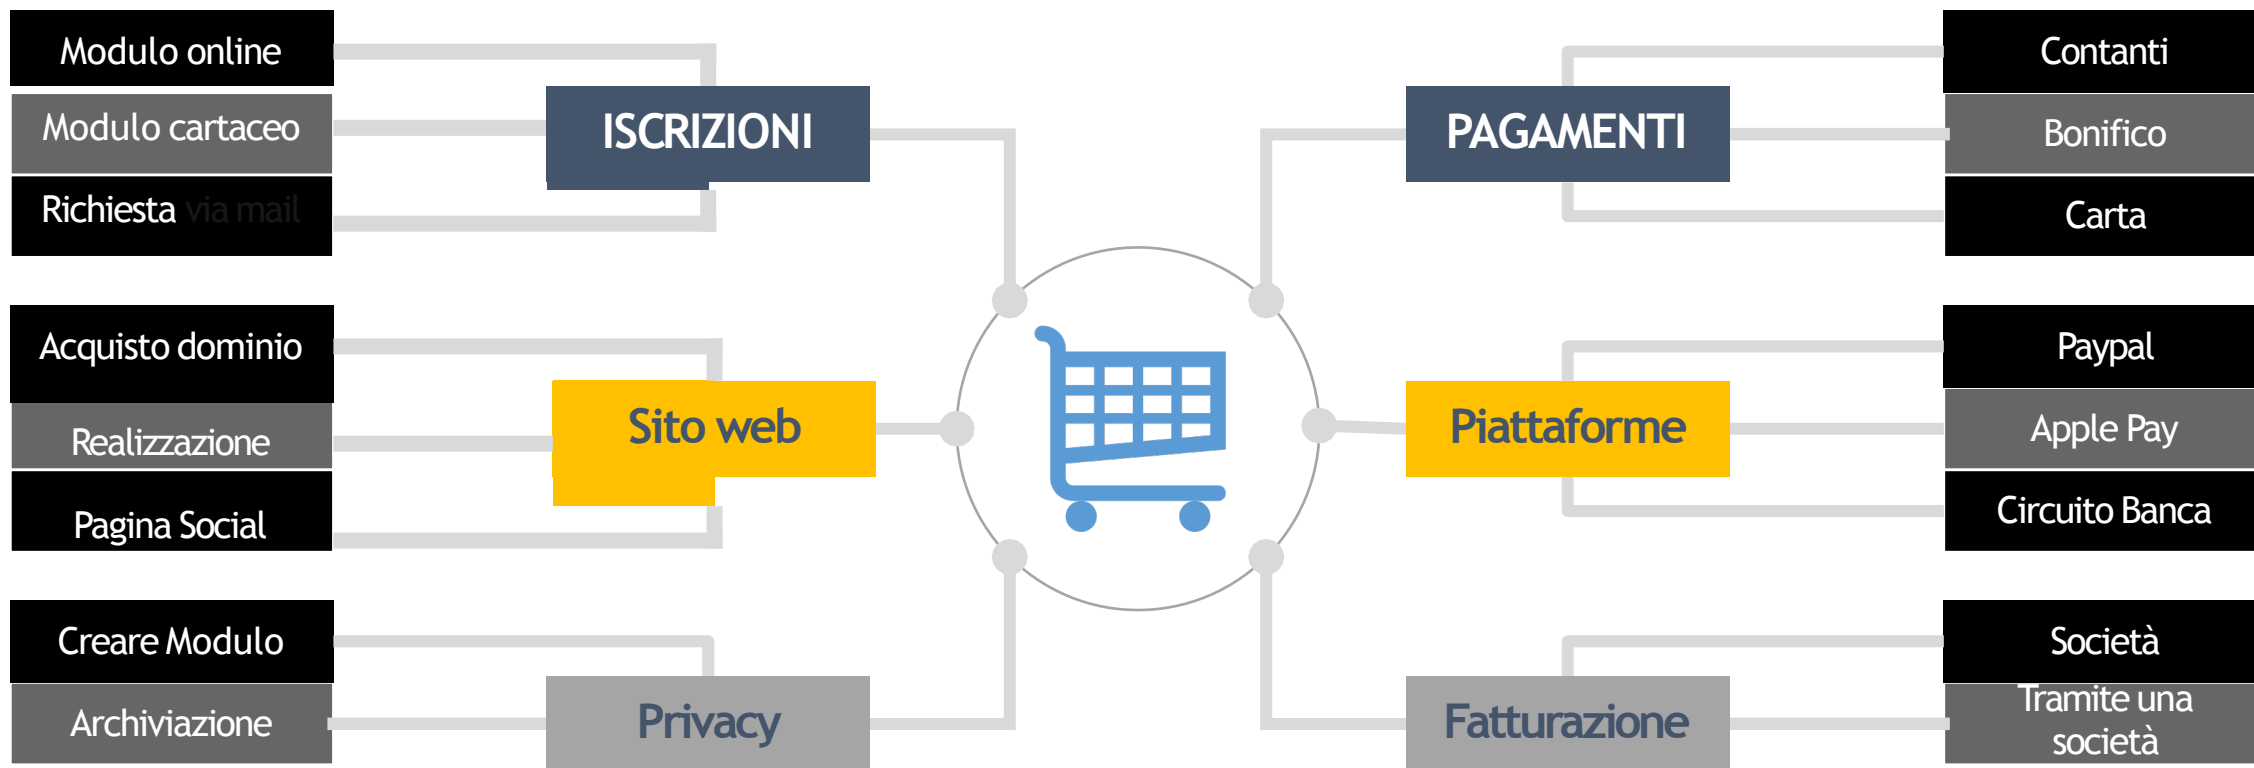 Modulo online
Modulo cartaceo
Richiesta via mail
ISCRIZIONI
Acquisto dominio
Realizzazione
Pagina Social
Sito web
Creare Modulo
Archiviazione
Privacy
PAGAMENTI
Contanti
Bonifico
Carta
Piattaforme
Paypal
Apple Pay
Circuito Banca
Fatturazione
Società
Tramite una
società